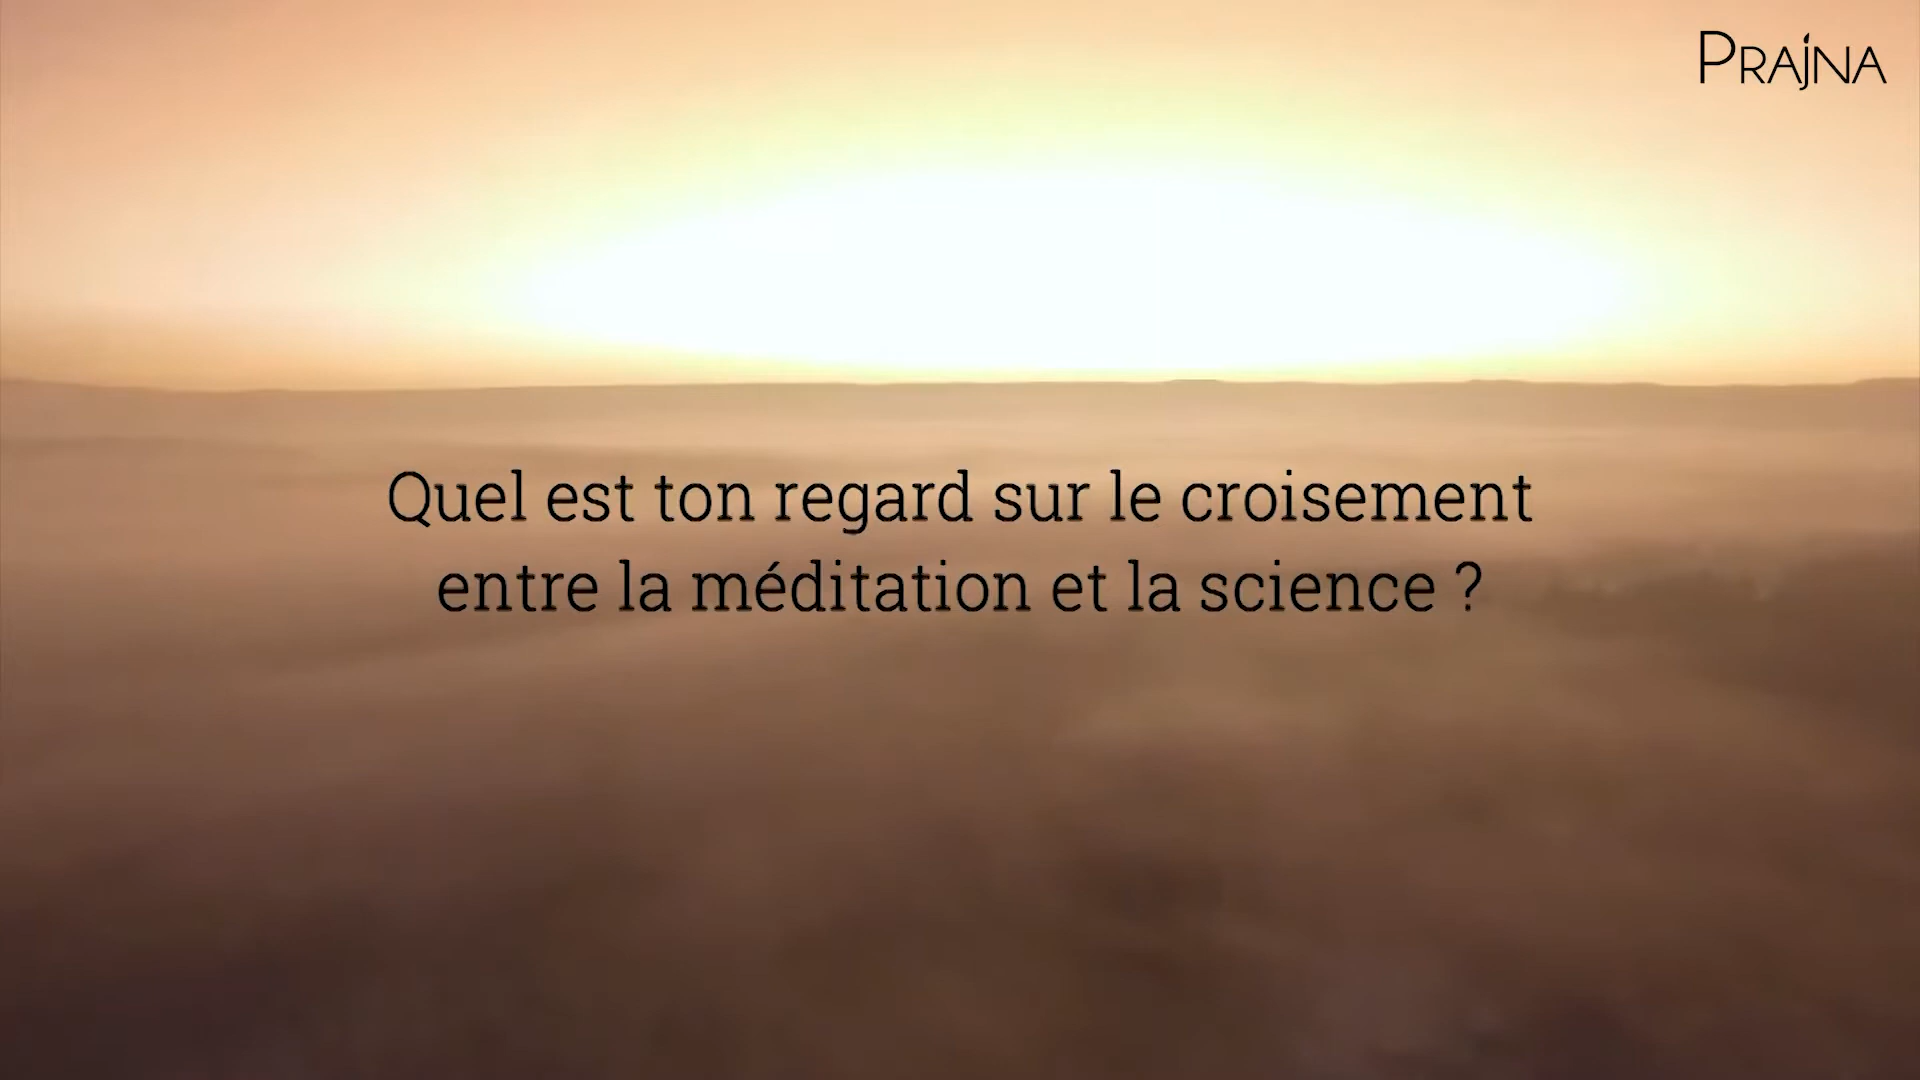 PRAJNA
Quel est ton regard sur le croisement
entre la méditation et la science ?